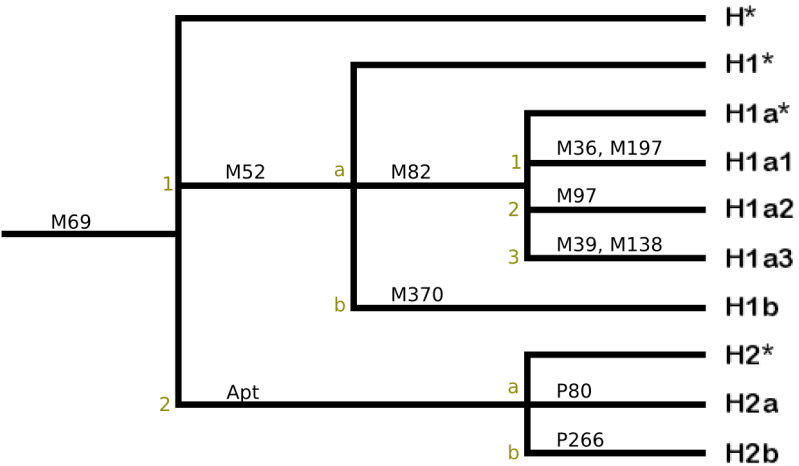 H*
H1*
H1a*
M36, M197
1
H1a1
M52
a
M82
1
M97
2
H1a2
M69
M39, M138
3
H1a3
M370
b
H1b
H2*
Apt
2
a
P80
H2a
P266
b
H2b